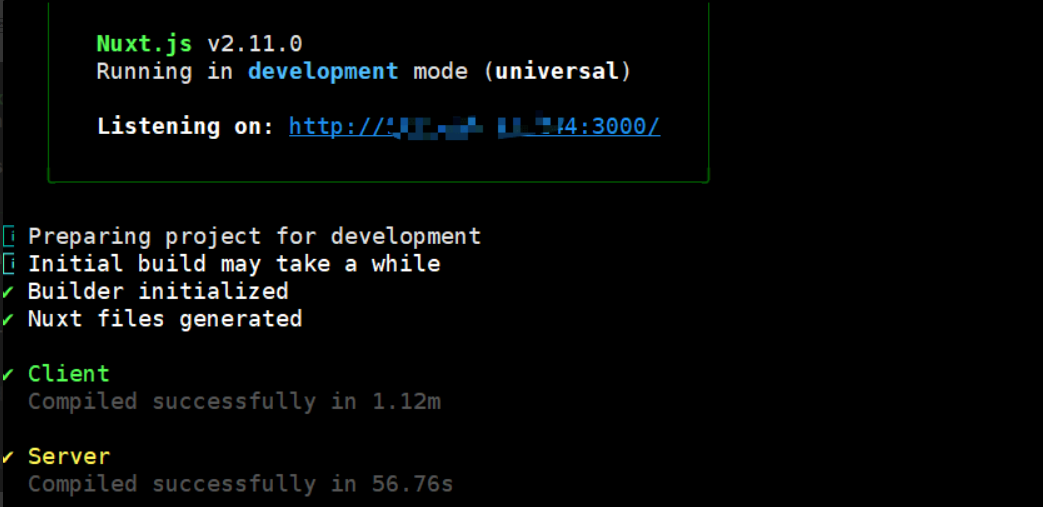 Nuxt.js v2.11.0
Running in development mode (universal)
Listening on: http://4:3000/
Preparing project for development
Initial build may take a while
✔ Builder initialized
✔ Nuxt files generated
✔ Client
Compiled successfully in 1.12m
✔ Server
Compiled successfully in 56.76s